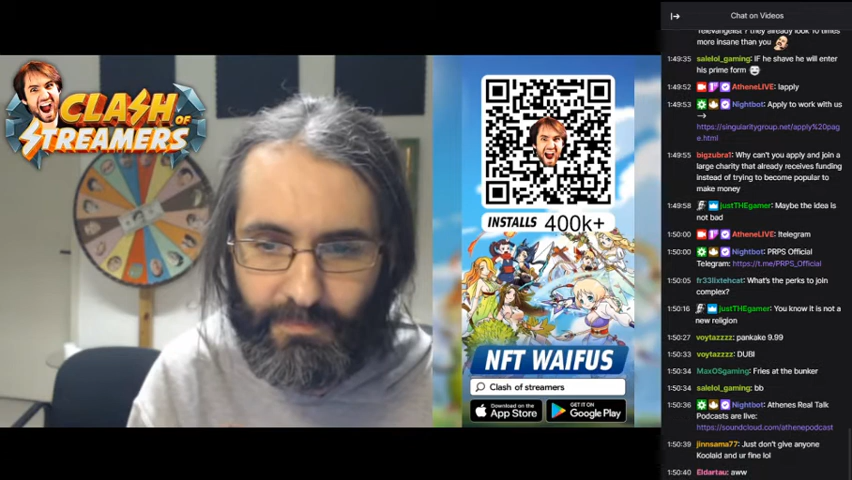 CLASH OF
STREAMERS
INSTALLS 400k+
NFT WAIFUS
Clash of streamers
Download on the
App Store
GET IT ON
Google Play
Chat on Videos
Televangelist ? they already look 10 times
more insane than you
1:49:35 salelol_gaming: IF he shave he will enter
his prime form
1:49:52 AtheneLIVE: !apply
1:49:53 Nightbot: Apply to work with us
→
https://singularitygroup.net/apply%20pag
e.html
1:49:55 bigzubra1: Why can't you apply and join a
large charity that already receives funding
instead of trying to become popular to
make money
1:49:58 justTHEgamer: Maybe the idea is
not bad
1:50:00 AtheneLIVE: !telegram
1:50:00 Nightbot: PRPS Official
Telegram: https://t.me/PRPS_Official
1:50:05 fr33lixtehcat: What's the perks to join
complex?
1:50:16 justTHEgamer: You know it is not a
new religion
1:50:27 voytazzzz: pankake 9.99
1:50:33 voytazzzz: DUBI
1:50:34 MaxOSgaming: Fries at the bunker
1:50:34 salelol_gaming: bb
1:50:36 Nightbot: Athenes Real Talk
Podcasts are live:
https://soundcloud.com/athenepodcast
1:50:39 jinnsama77: Just don't give anyone
Koolaid and ur fine lol
1:50:40 Eldartau: aww